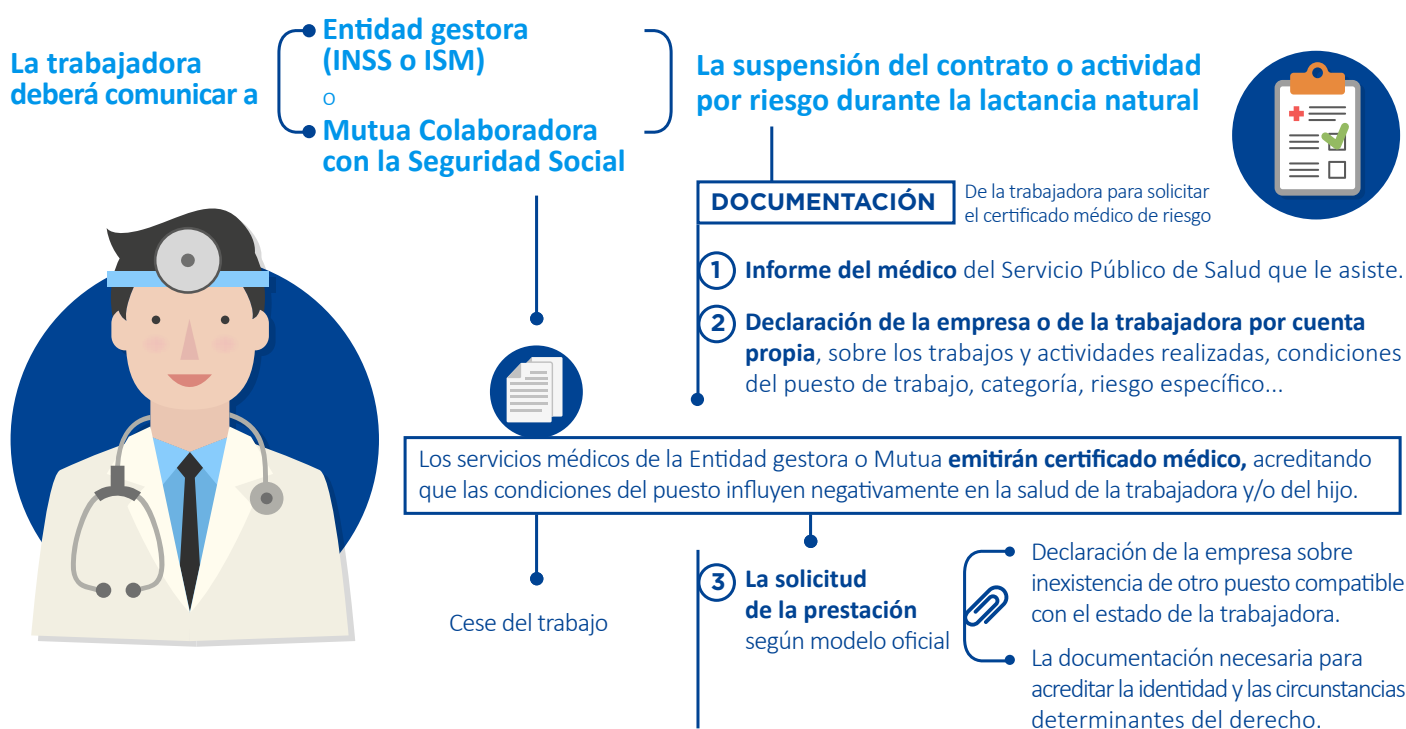 La trabajadora
deberá comunicar a
Entidad gestora
(INSS o ISM)
o
Mutua Colaboradora
con la Seguridad Social
La suspensión del contrato o actividad
por riesgo durante la lactancia natural
DOCUMENTACIÓN
De la trabajadora para solicitar
el certificado médico de riesgo
1 Informe del médico del Servicio Público de Salud que le asiste.
2 Declaración de la empresa o de la trabajadora por cuenta
propia, sobre los trabajos y actividades realizadas, condiciones
del puesto de trabajo, categoría, riesgo específico...
Los servicios médicos de la Entidad gestora o Mutua emitirán certificado médico, acreditando
que las condiciones del puesto influyen negativamente en la salud de la trabajadora y/o del hijo.
Cese del trabajo
3 La solicitud
de la prestación
según modelo oficial
Declaración de la empresa sobre
inexistencia de otro puesto compatible
con el estado de la trabajadora.
La documentación necesaria para
acreditar la identidad y las circunstancias
determinantes del derecho.